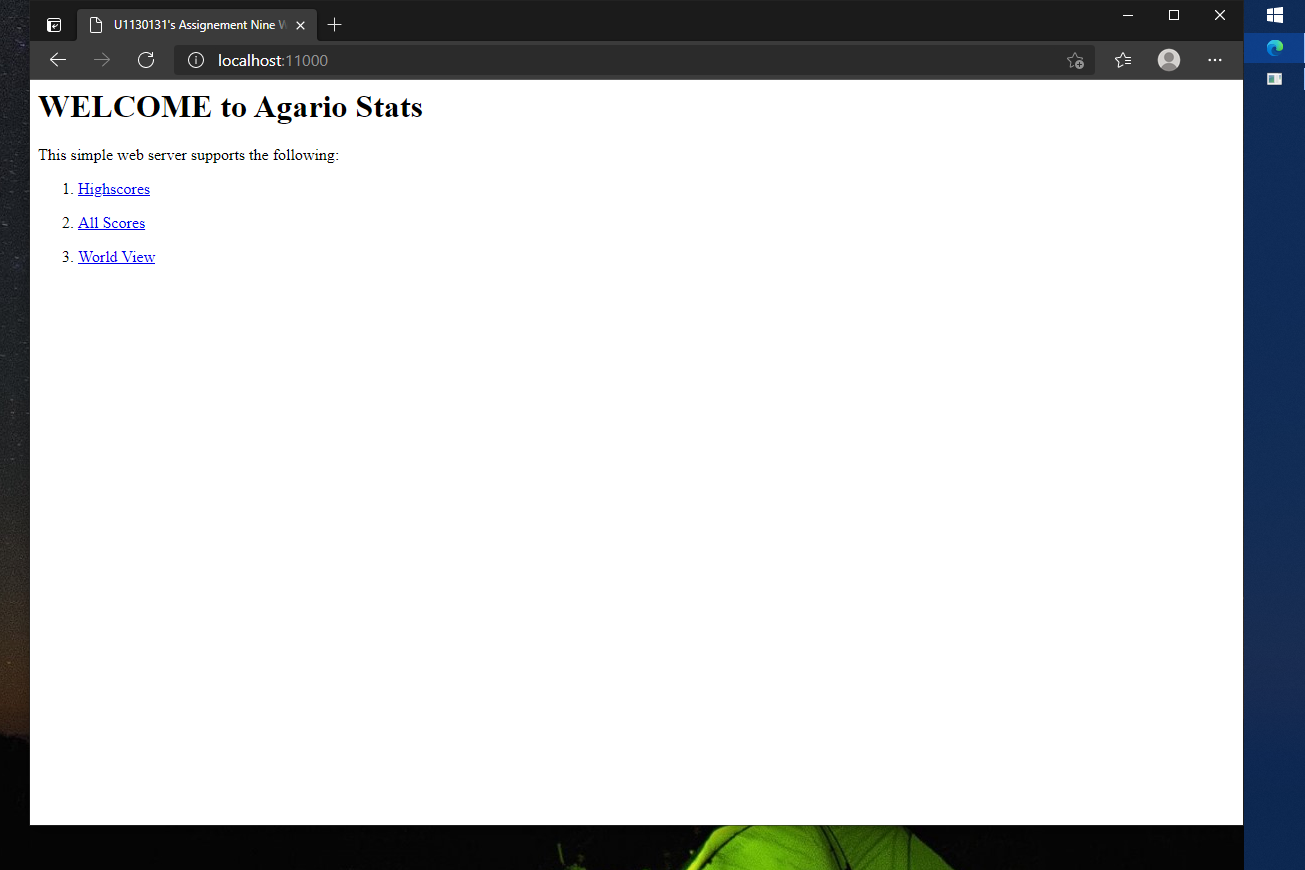 U1130131's Assignement Nine
localhost:11000
WELCOME to Agario Stats
This simple web server supports the following:
1. Highscores
2. All Scores
3. World View